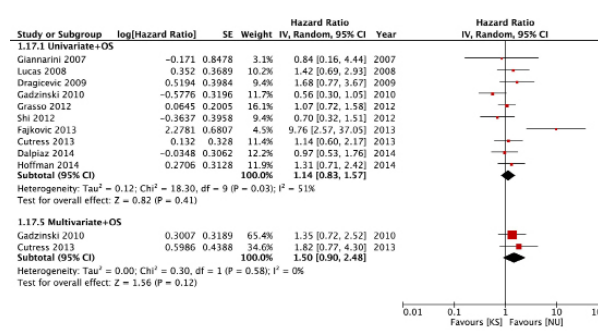 Hazard Ratio Hazard Ratio
Study or Subgroup log[Hazard Ratio] SE Weight IV, Random, 95% CI Year IV, Random, 95% CI
1.17.1 Univariate+OS
Giannarini 2007 -0.171 0.8478 3.1% 0.84 [0.16, 4.44] 2007
Lucas 2008 0.352 0.3689 10.2% 1.42 [0.69, 2.93] 2008
Dragicevic 2009 0.5194 0.3984 9.4% 1.68 [0.77, 3.67] 2009
Gadzinski 2010 -0.5776 0.3196 11.8% 0.56 [0.30, 1.05] 2010
Grasso 2012 0.0645 0.2005 16.1% 1.07 [0.72, 1.58] 2012
Shi 2012 -0.3637 0.3958 9.5% 0.70 [0.32, 1.51] 2012
Fajkovic 2013 2.2781 0.6807 4.6% 9.76 [2.57, 37.05] 2013
Cutress 2013 0.132 0.328 11.5% 1.14 [0.60, 2.17] 2013
Dalpiaz 2014 -0.0348 0.3062 12.2% 0.97 [0.53, 1.76] 2014
Hoffman 2014 0.2706 0.3128 11.9% 1.31 [0.71, 2.42] 2014
Subtotal (95% CI) 100.0% 1.14 [0.83, 1.57]
Heterogeneity: Tau² = 0.12; Chi² = 18.30, df = 9 (P = 0.03); I² = 51%
Test for overall effect: Z = 0.82 (P = 0.41)
1.17.5 Multivariate+OS
Gadzinski 2010 0.3007 0.3189 65.4% 1.35 [0.72, 2.52] 2010
Cutress 2013 0.5986 0.4388 34.6% 1.82 [0.77, 4.30] 2013
Subtotal (95% CI) 100.0% 1.50 [0.90, 2.48]
Heterogeneity: Tau² = 0.00; Chi² = 0.30, df = 1 (P = 0.58); I² = 0%
Test for overall effect: Z = 1.56 (P = 0.12)
0.01 0.1 1 10 100
Favours [KS] Favours [NU]